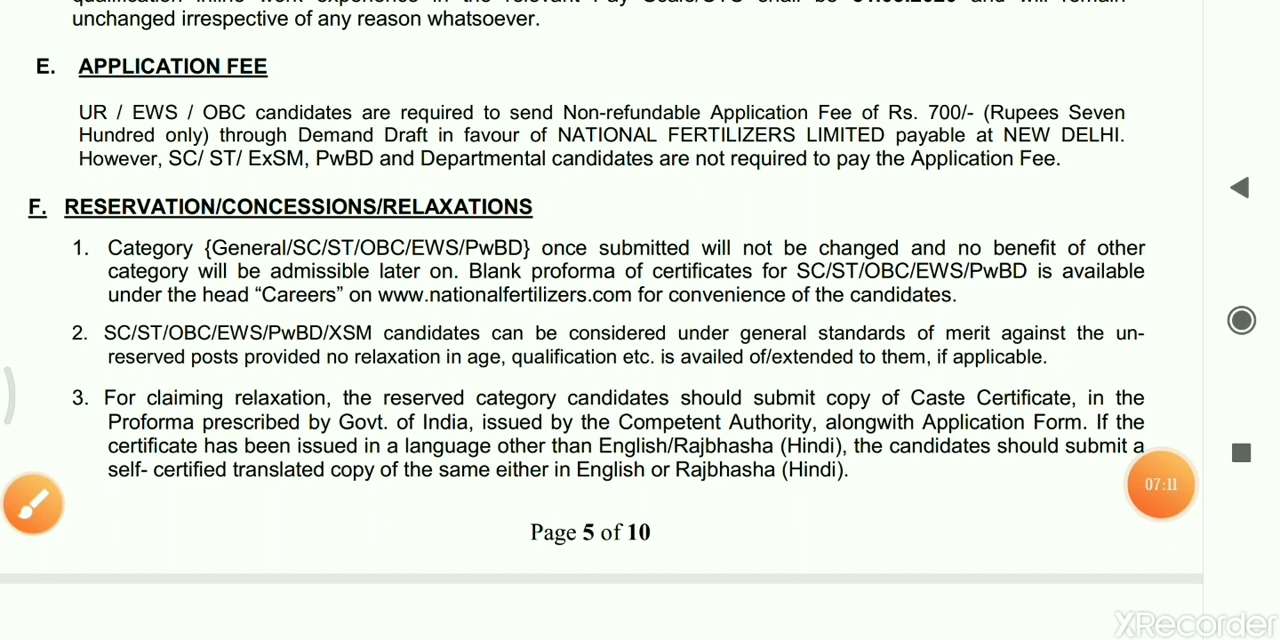 unchanged irrespective of any reason whatsoever.
E. APPLICATION FEE
UR / EWS / OBC candidates are required to send Non-refundable Application Fee of Rs. 700/- (Rupees Seven
Hundred only) through Demand Draft in favour of NATIONAL FERTILIZERS LIMITED payable at NEW DELHI.
However, SC/ ST/ ExSM, PwBD and Departmental candidates are not required to pay the Application Fee.
F. RESERVATION/CONCESSIONS/RELAXATIONS
1. Category {General/SC/ST/OBC/EWS/PwBD} once submitted will not be changed and no benefit of other
category will be admissible later on. Blank proforma of certificates for SC/ST/OBC/EWS/PwBD is available
under the head “Careers” on www.nationalfertilizers.com for convenience of the candidates.
2. SC/ST/OBC/EWS/PwBD/XSM candidates can be considered under general standards of merit against the un-
reserved posts provided no relaxation in age, qualification etc. is availed of/extended to them, if applicable.
3. For claiming relaxation, the reserved category candidates should submit copy of Caste Certificate, in the
Proforma prescribed by Govt. of India, issued by the Competent Authority, alongwith Application Form. If the
certificate has been issued in a language other than English/Rajbhasha (Hindi), the candidates should submit a
self- certified translated copy of the same either in English or Rajbhasha (Hindi).
07:11
Page 5 of 10
XRecorder